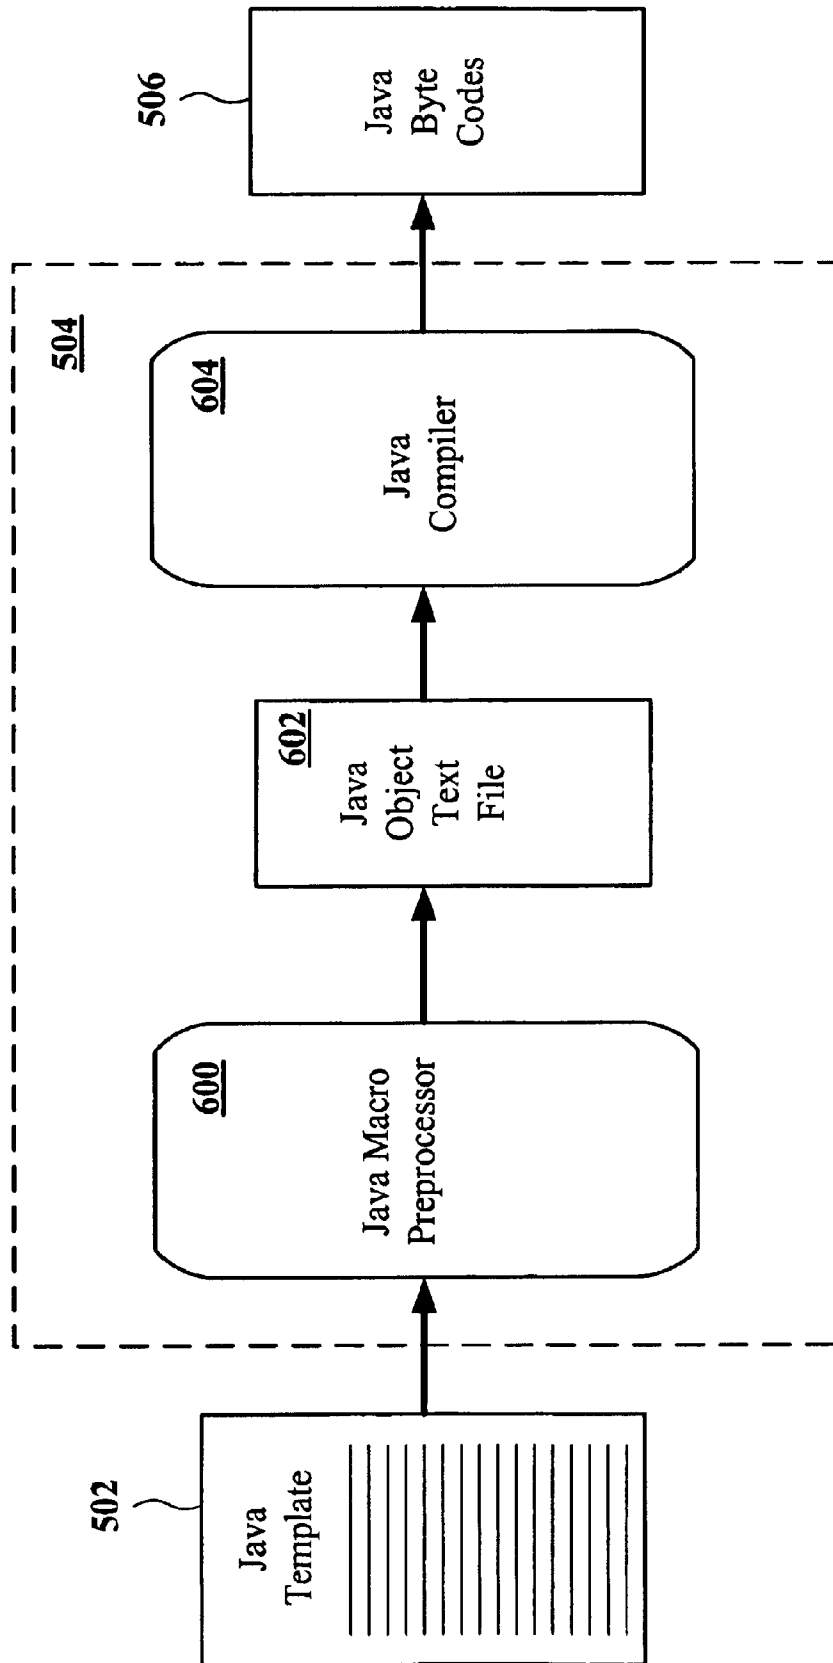 502
Java
Template
504
600
Java Macro
Preprocessor
602
Java
Object
Text
File
604
Java
Compiler
506
Java
Byte
Codes